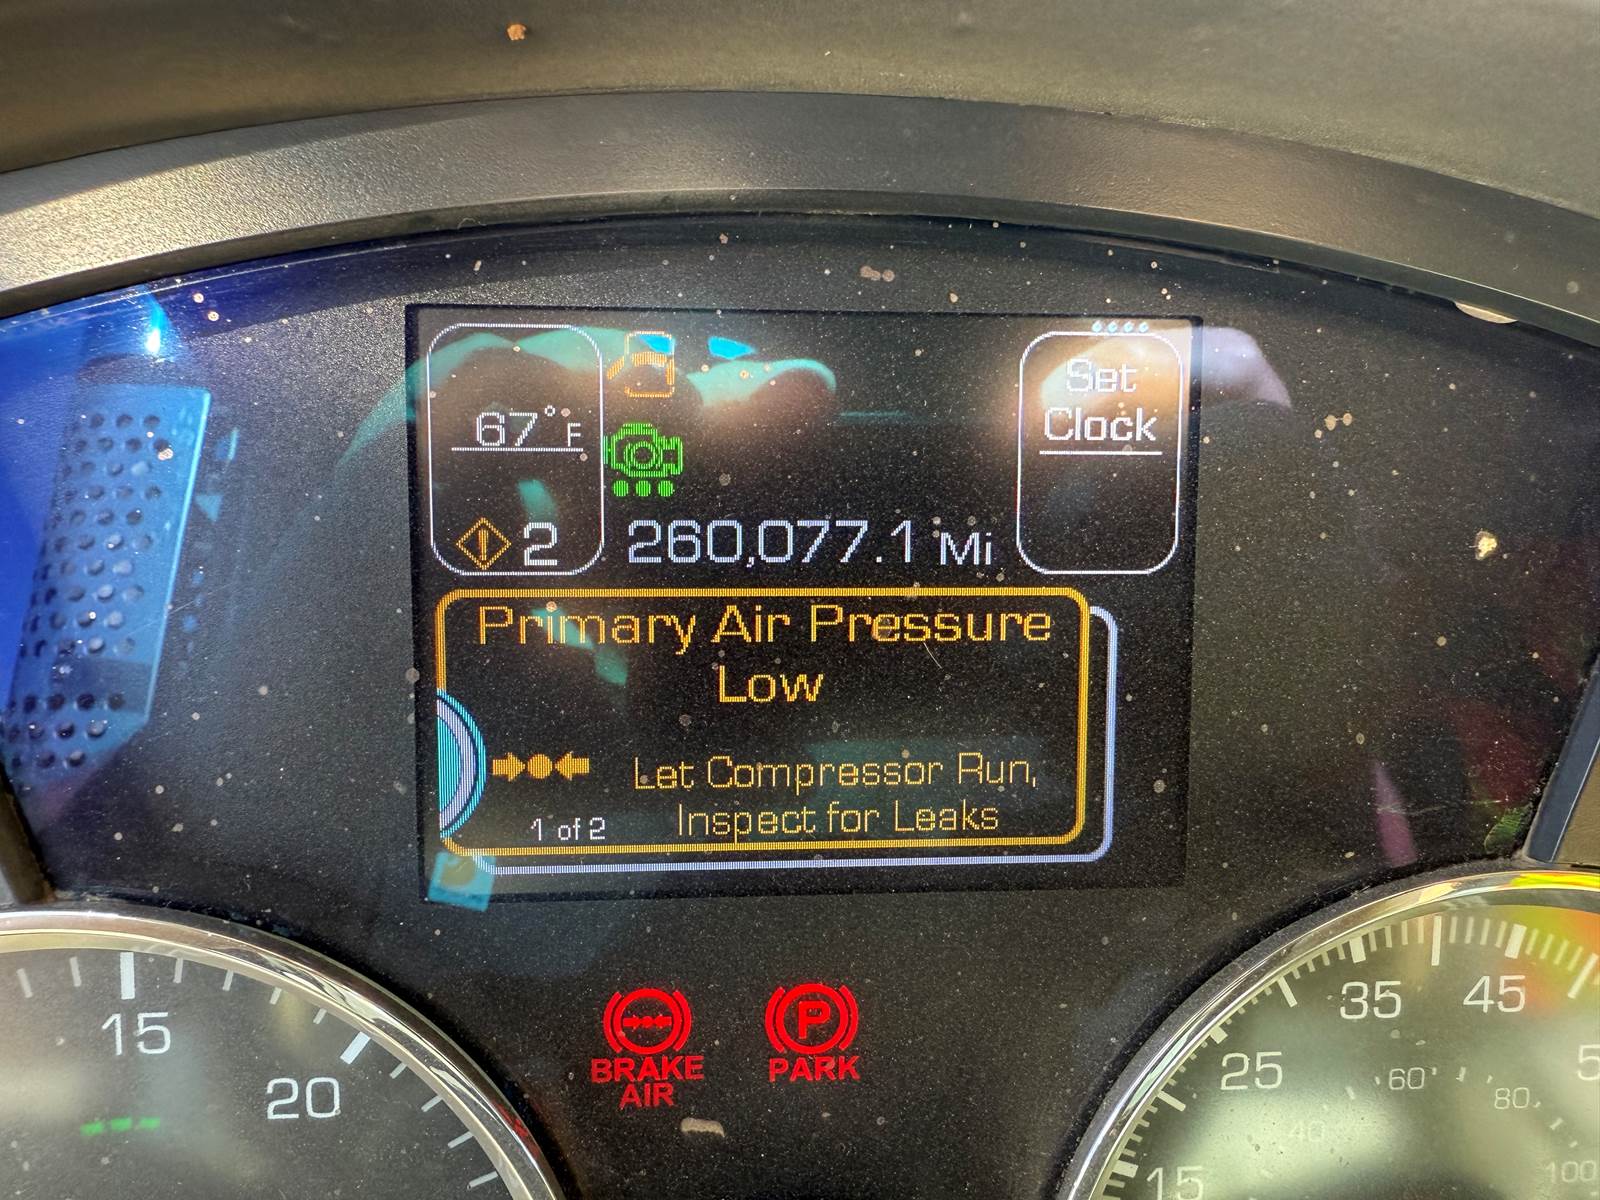 67°F
Set
Clock
2
260,077.1 Mi
Primary Air Pressure
Low
Let Compressor Run,
Inspect for Leaks
1 of 2
BRAKE
AIR
P
PARK
15
20
15
25
35
45
40
60
80
100